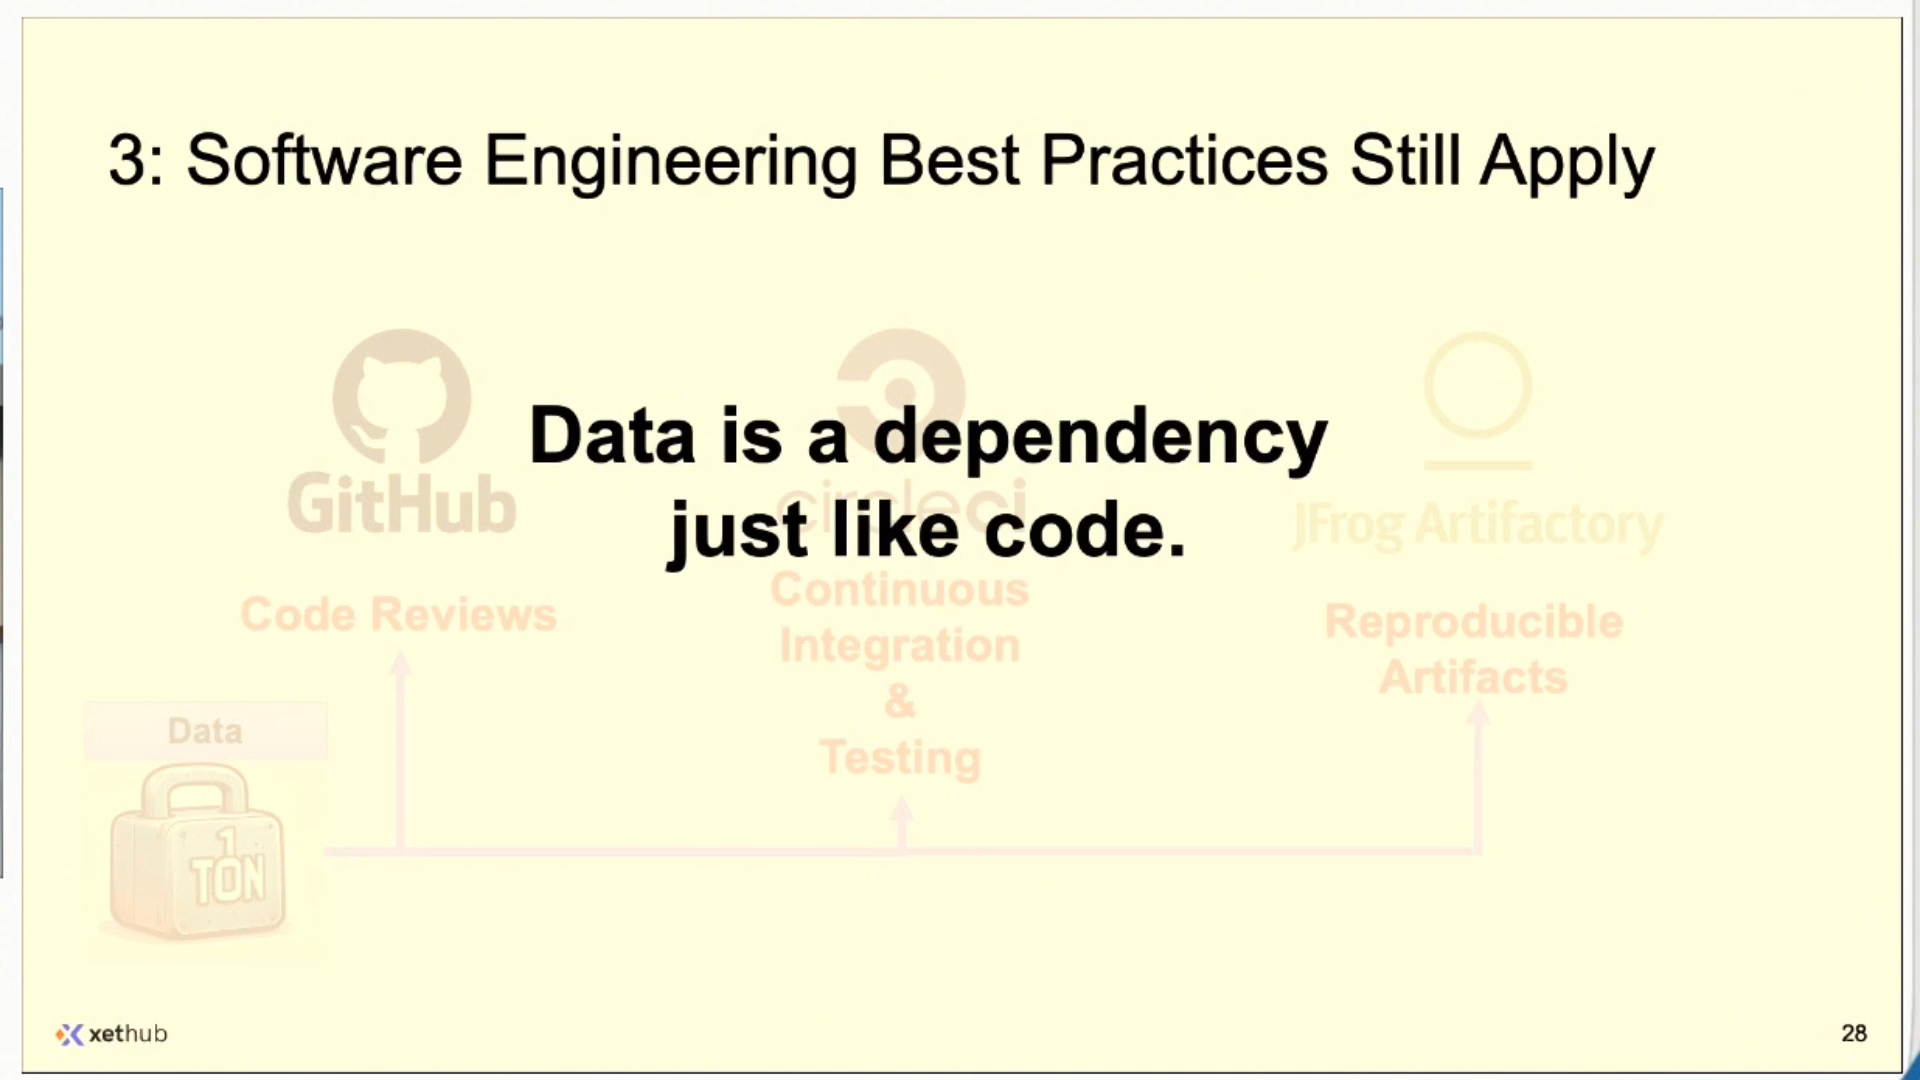 3: Software Engineering Best Practices Still Apply
GitHub
circleci
JFrog Artifactory
Data is a dependency
just like code.
Code Reviews
Continuous
Integration
&
Testing
Reproducible
Artifacts
Data
1
TON
xethub
28